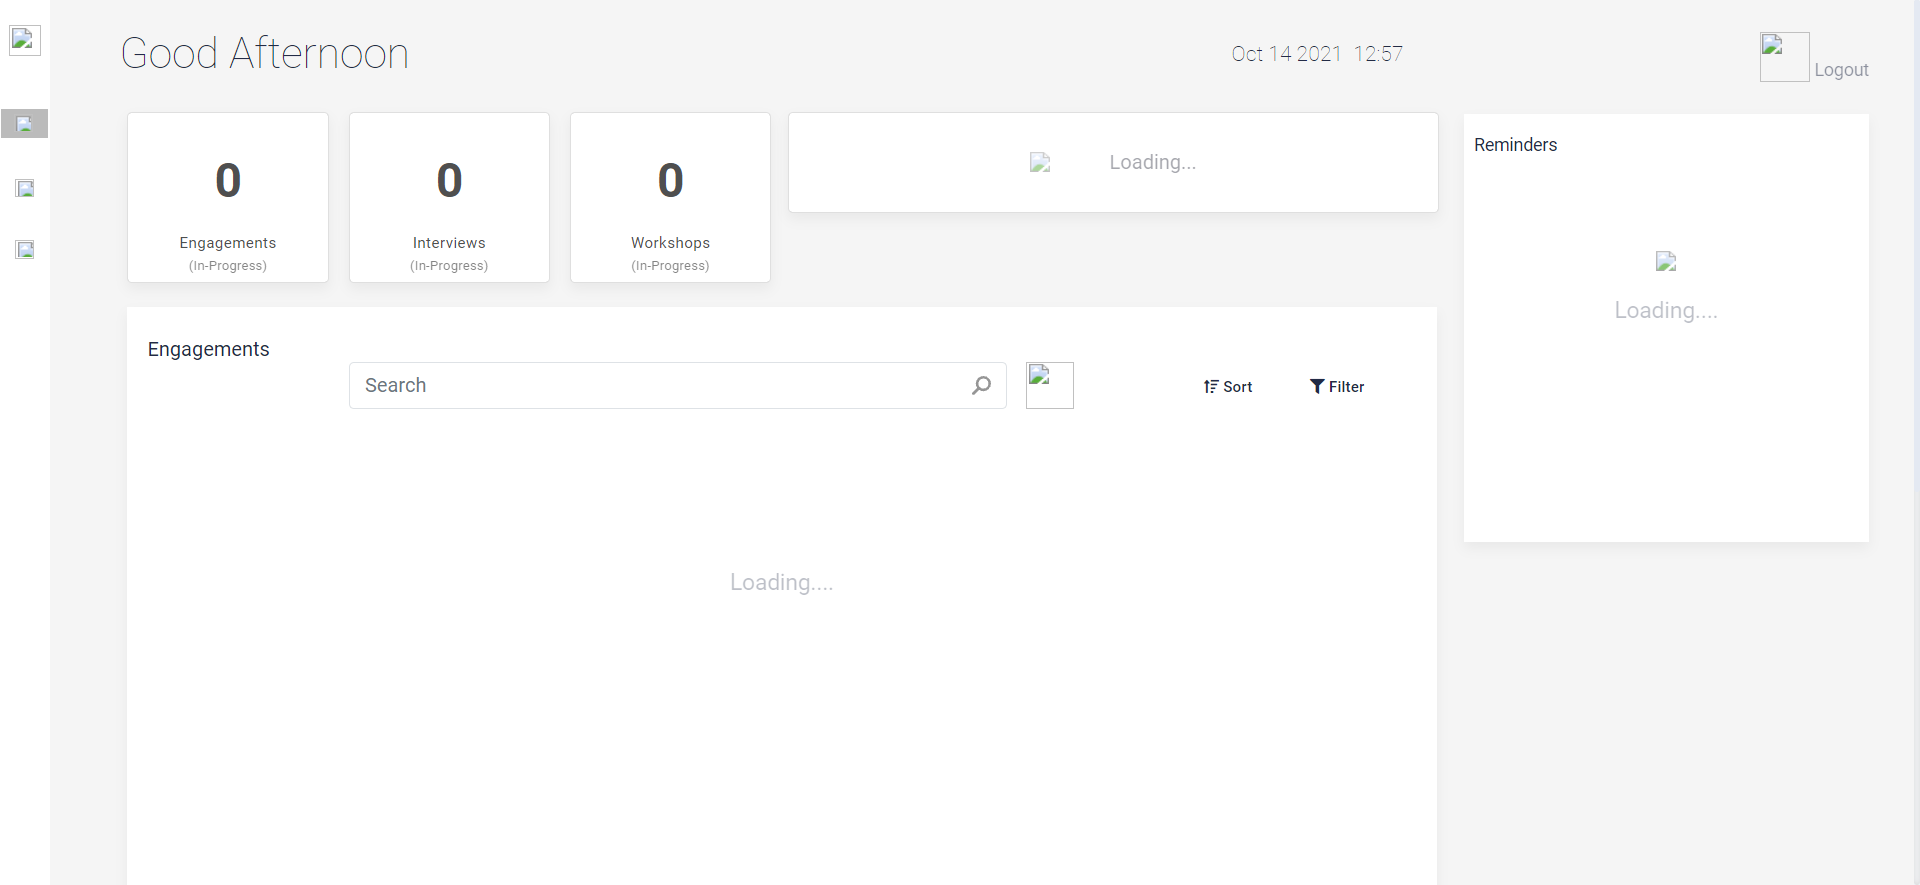 Good Afternoon
Oct 14 2021 12:57
Logout
0
Engagements
(In-Progress)
0
Interviews
(In-Progress)
0
Workshops
(In-Progress)
Loading...
Reminders
Loading....
Engagements
Search
Sort
Filter
Loading....